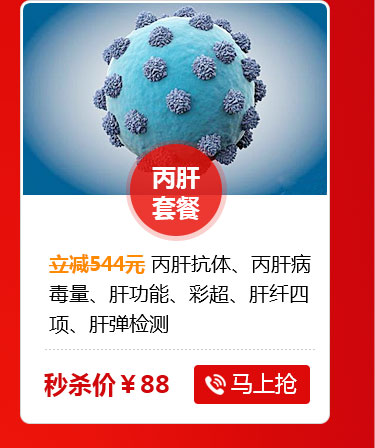 丙肝
套餐
立减544元 丙肝抗体、丙肝病
毒量、肝功能、彩超、肝纤四
项、肝弹检测
秒杀价￥88
马上抢